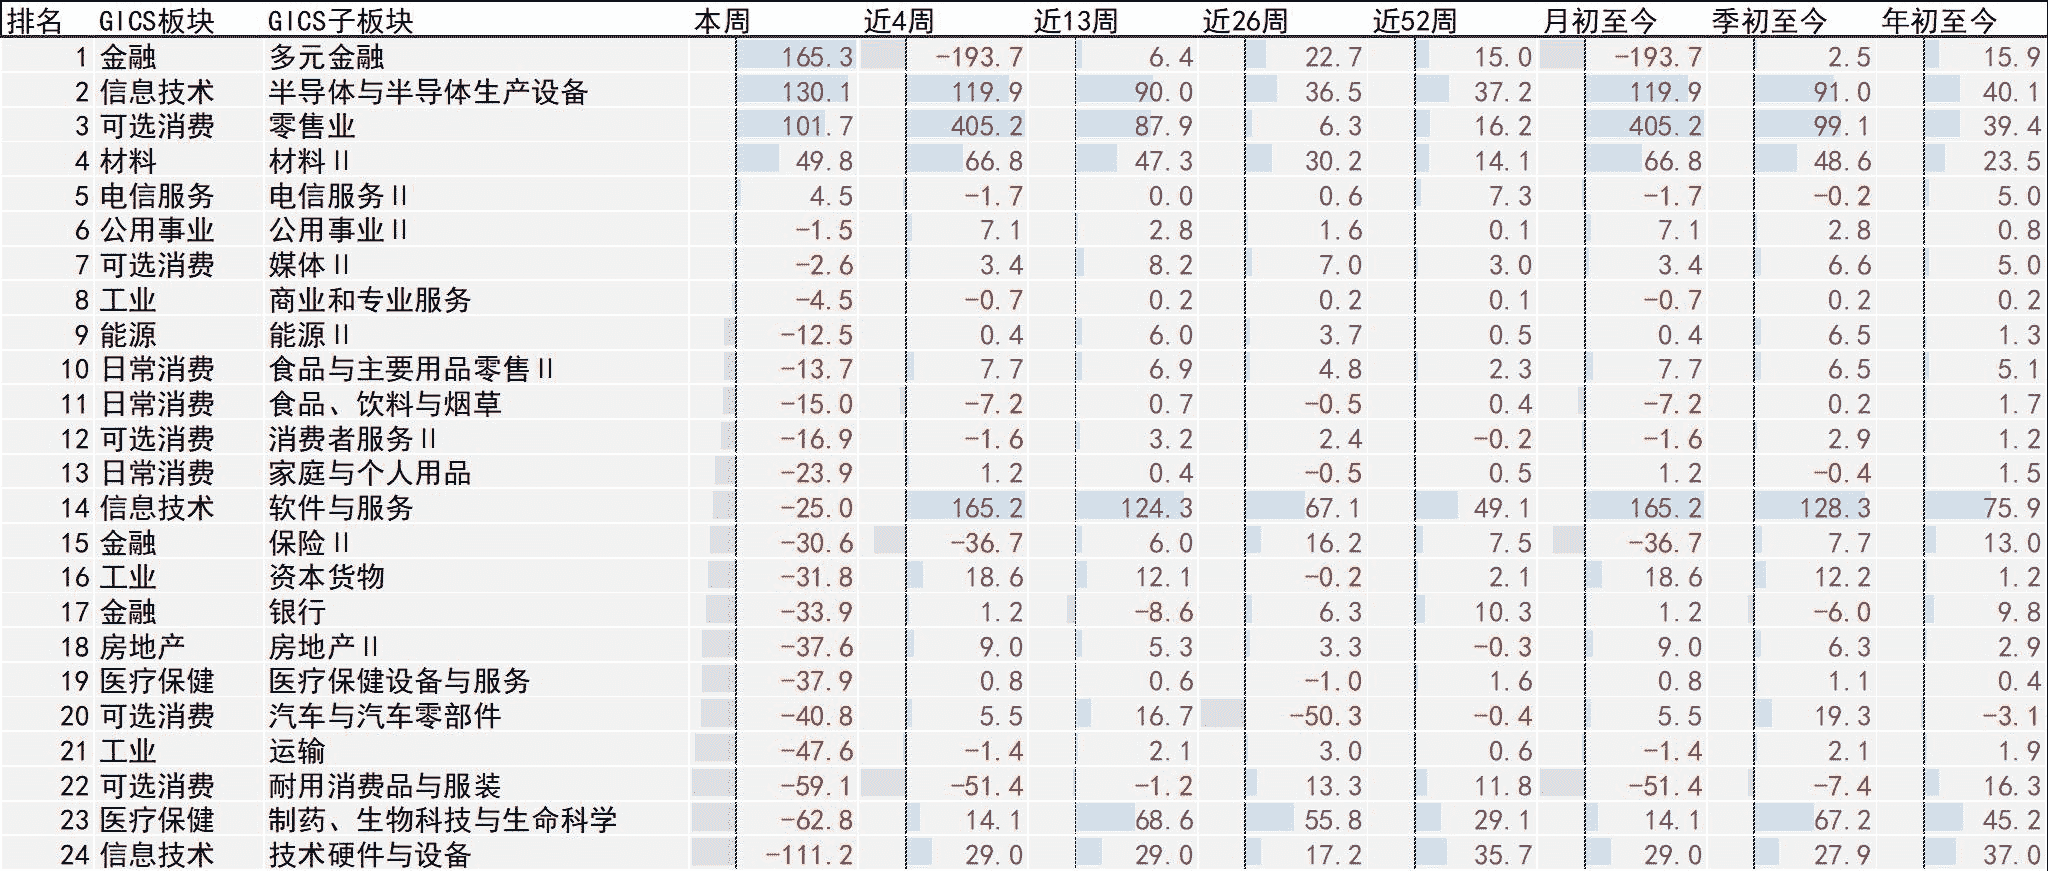 排名 GICS板块 GICS子板块 本周 近4周 近13周 近26周 近52周 月初至今 季初至今 年初至今
1 金融 多元金融 165.3 -193.7 6.4 22.7 15.0 -193.7 2.5 15.9
2 信息技术 半导体与半导体生产设备 130.1 119.9 90.0 36.5 37.2 119.9 91.0 40.1
3 可选消费 零售业 101.7 405.2 87.9 6.3 16.2 405.2 99.1 39.4
4 材料 材料Ⅱ 49.8 66.8 47.3 30.2 14.1 66.8 48.6 23.5
5 电信服务 电信服务Ⅱ 4.5 -1.7 0.0 0.6 7.3 -1.7 -0.2 5.0
6 公用事业 公用事业Ⅱ -1.5 7.1 2.8 1.6 0.1 7.1 2.8 0.8
7 可选消费 媒体Ⅱ -2.6 3.4 8.2 7.0 3.0 3.4 6.6 5.0
8 工业 商业和专业服务 -4.5 -0.7 0.2 0.2 0.1 -0.7 0.2 0.2
9 能源 能源Ⅱ -12.5 0.4 6.0 3.7 0.5 0.4 6.5 1.3
10 日常消费 食品与主要用品零售Ⅱ -13.7 7.7 6.9 4.8 2.3 7.7 6.5 5.1
11 日常消费 食品、饮料与烟草 -15.0 -7.2 0.7 -0.5 0.4 -7.2 0.2 1.7
12 可选消费 消费者服务Ⅱ -16.9 -1.6 3.2 2.4 -0.2 -1.6 2.9 1.2
13 日常消费 家庭与个人用品 -23.9 1.2 0.4 -0.5 0.5 1.2 -0.4 1.5
14 信息技术 软件与服务 -25.0 165.2 124.3 67.1 49.1 165.2 128.3 75.9
15 金融 保险Ⅱ -30.6 -36.7 6.0 16.2 7.5 -36.7 7.7 13.0
16 工业 资本货物 -31.8 18.6 12.1 -0.2 2.1 18.6 12.2 1.2
17 金融 银行 -33.9 1.2 -8.6 6.3 10.3 1.2 -6.0 9.8
18 房地产 房地产Ⅱ -37.6 9.0 5.3 3.3 -0.3 9.0 6.3 2.9
19 医疗保健 医疗保健设备与服务 -37.9 0.8 0.6 -1.0 1.6 0.8 1.1 0.4
20 可选消费 汽车与汽车零部件 -40.8 5.5 16.7 -50.3 -0.4 5.5 19.3 -3.1
21 工业 运输 -47.6 -1.4 2.1 3.0 0.6 -1.4 2.1 1.9
22 可选消费 耐用消费品与服装 -59.1 -51.4 -1.2 13.3 11.8 -51.4 -7.4 16.3
23 医疗保健 制药、生物科技与生命科学 -62.8 14.1 68.6 55.8 29.1 14.1 67.2 45.2
24 信息技术 技术硬件与设备 -111.2 29.0 29.0 17.2 35.7 29.0 27.9 37.0